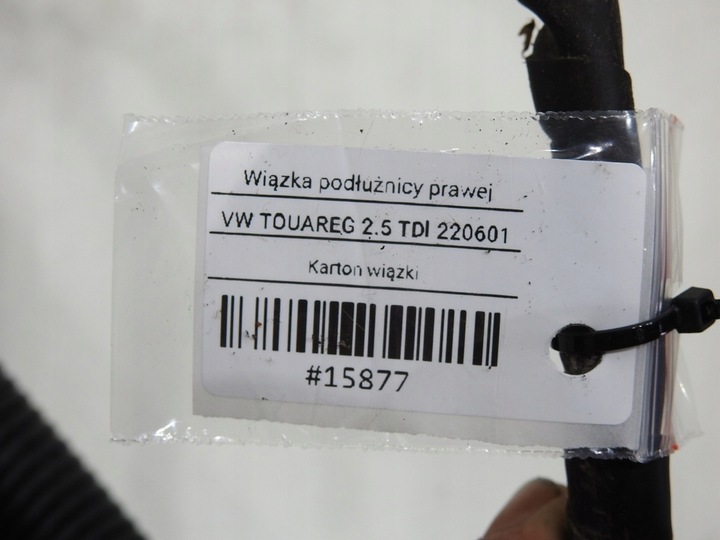 Wiązka podłużnicy prawej
VW TOUAREG 2.5 TDI 220601
Karton wiązki
#15877